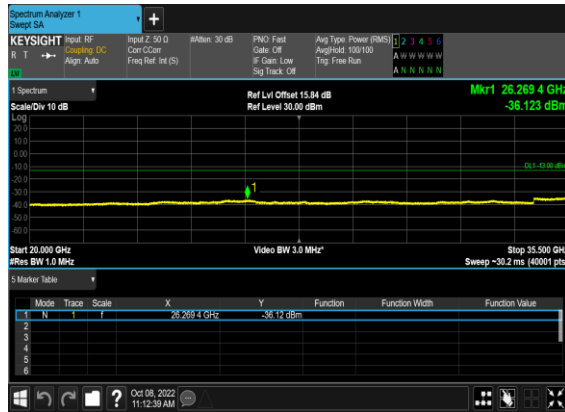 Spectrum Analyzer 1
Swept SA
+
KEYSIGHT Input: RF Input Z: 50 Ω #Atten: 30 dB PNO: Fast Avg Type: Power (RMS) 1 2 3 4 5 6
R T Coupling: DC Corr CCorr Gate: Off Avg|Hold: 100/100 A W W W W W
Align: Auto Freq Ref: Int (S) IF Gain: Low Trig: Free Run
Sig Track: Off A N N N N N
1 Spectrum Ref Lvl Offset 15.84 dB Mkr1 26.269 4 GHz
Scale/Div 10 dB Ref Level 30.00 dBm -36.123 dBm
Log
20.0
10.0
0.00
-10.0 DL1 -13.00 dBm
-20.0
-30.0 1
-40.0
-50.0
-60.0
Start 20.000 GHz Video BW 3.0 MHz* Stop 35.500 GHz
#Res BW 1.0 MHz Sweep ~30.2 ms (40001 pts)
5 Marker Table
Mode Trace Scale X Y Function Function Width Function Value
1 N 1 f 26.269 4 GHz -36.12 dBm
2
3
4
5
6
? Oct 08, 2022
11:12:39 AM